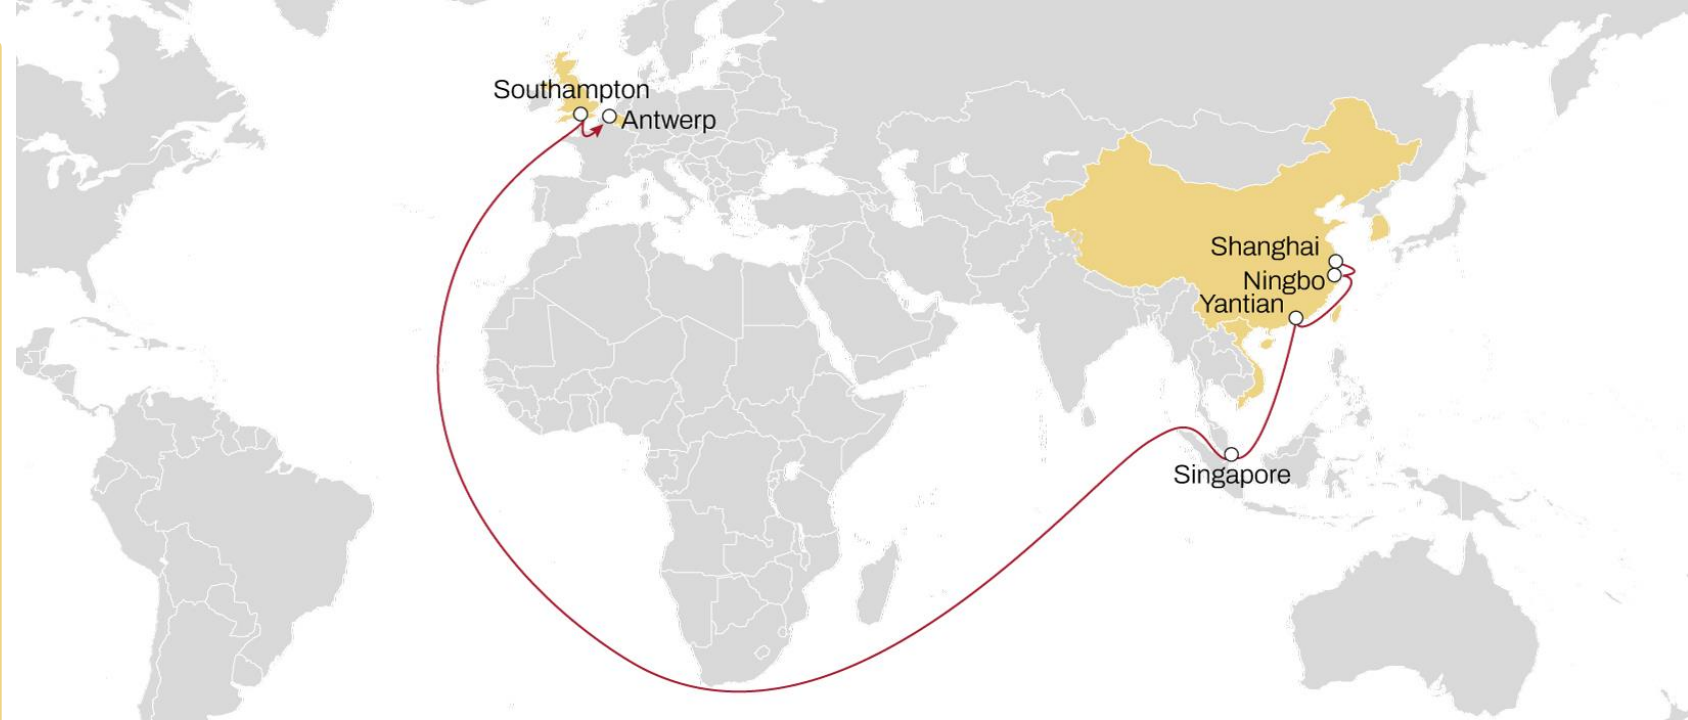 Southampton
Antwerp
Shanghai
Ningbo
Yantian
Singapore